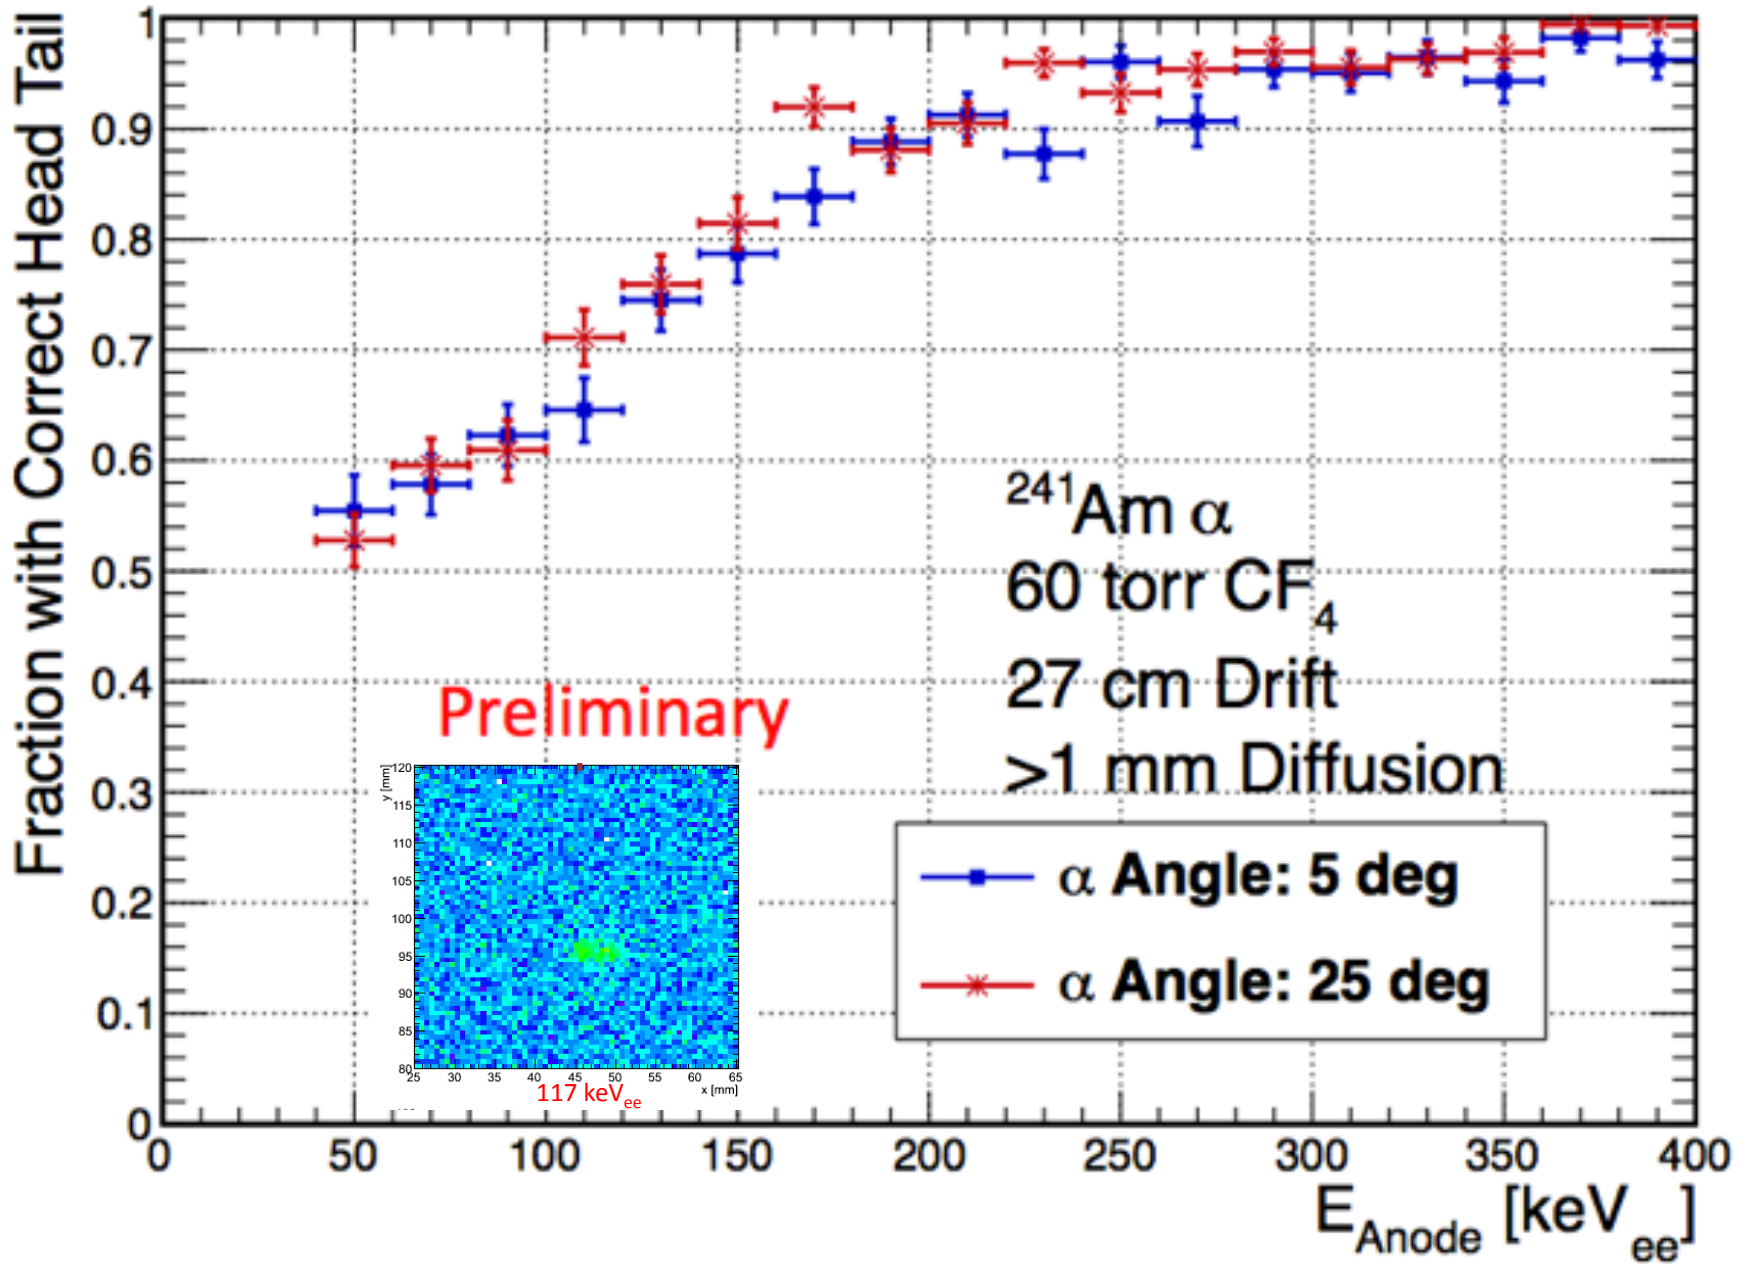 Fraction with Correct Head Tail
1
0.9
0.8
0.7
0.6
0.5
0.4
0.3
0.2
0.1
0
²⁴¹Am α
60 torr CF₄
27 cm Drift
>1 mm Diffusion
Preliminary
y [mm]
120
115
110
105
100
95
90
85
80
25 30 35 40 45 50 55 60 65
x [mm]
117 keVₑₑ
α Angle: 5 deg
α Angle: 25 deg
0 50 100 150 200 250 300 350 400
E_Anode [keVₑₑ]